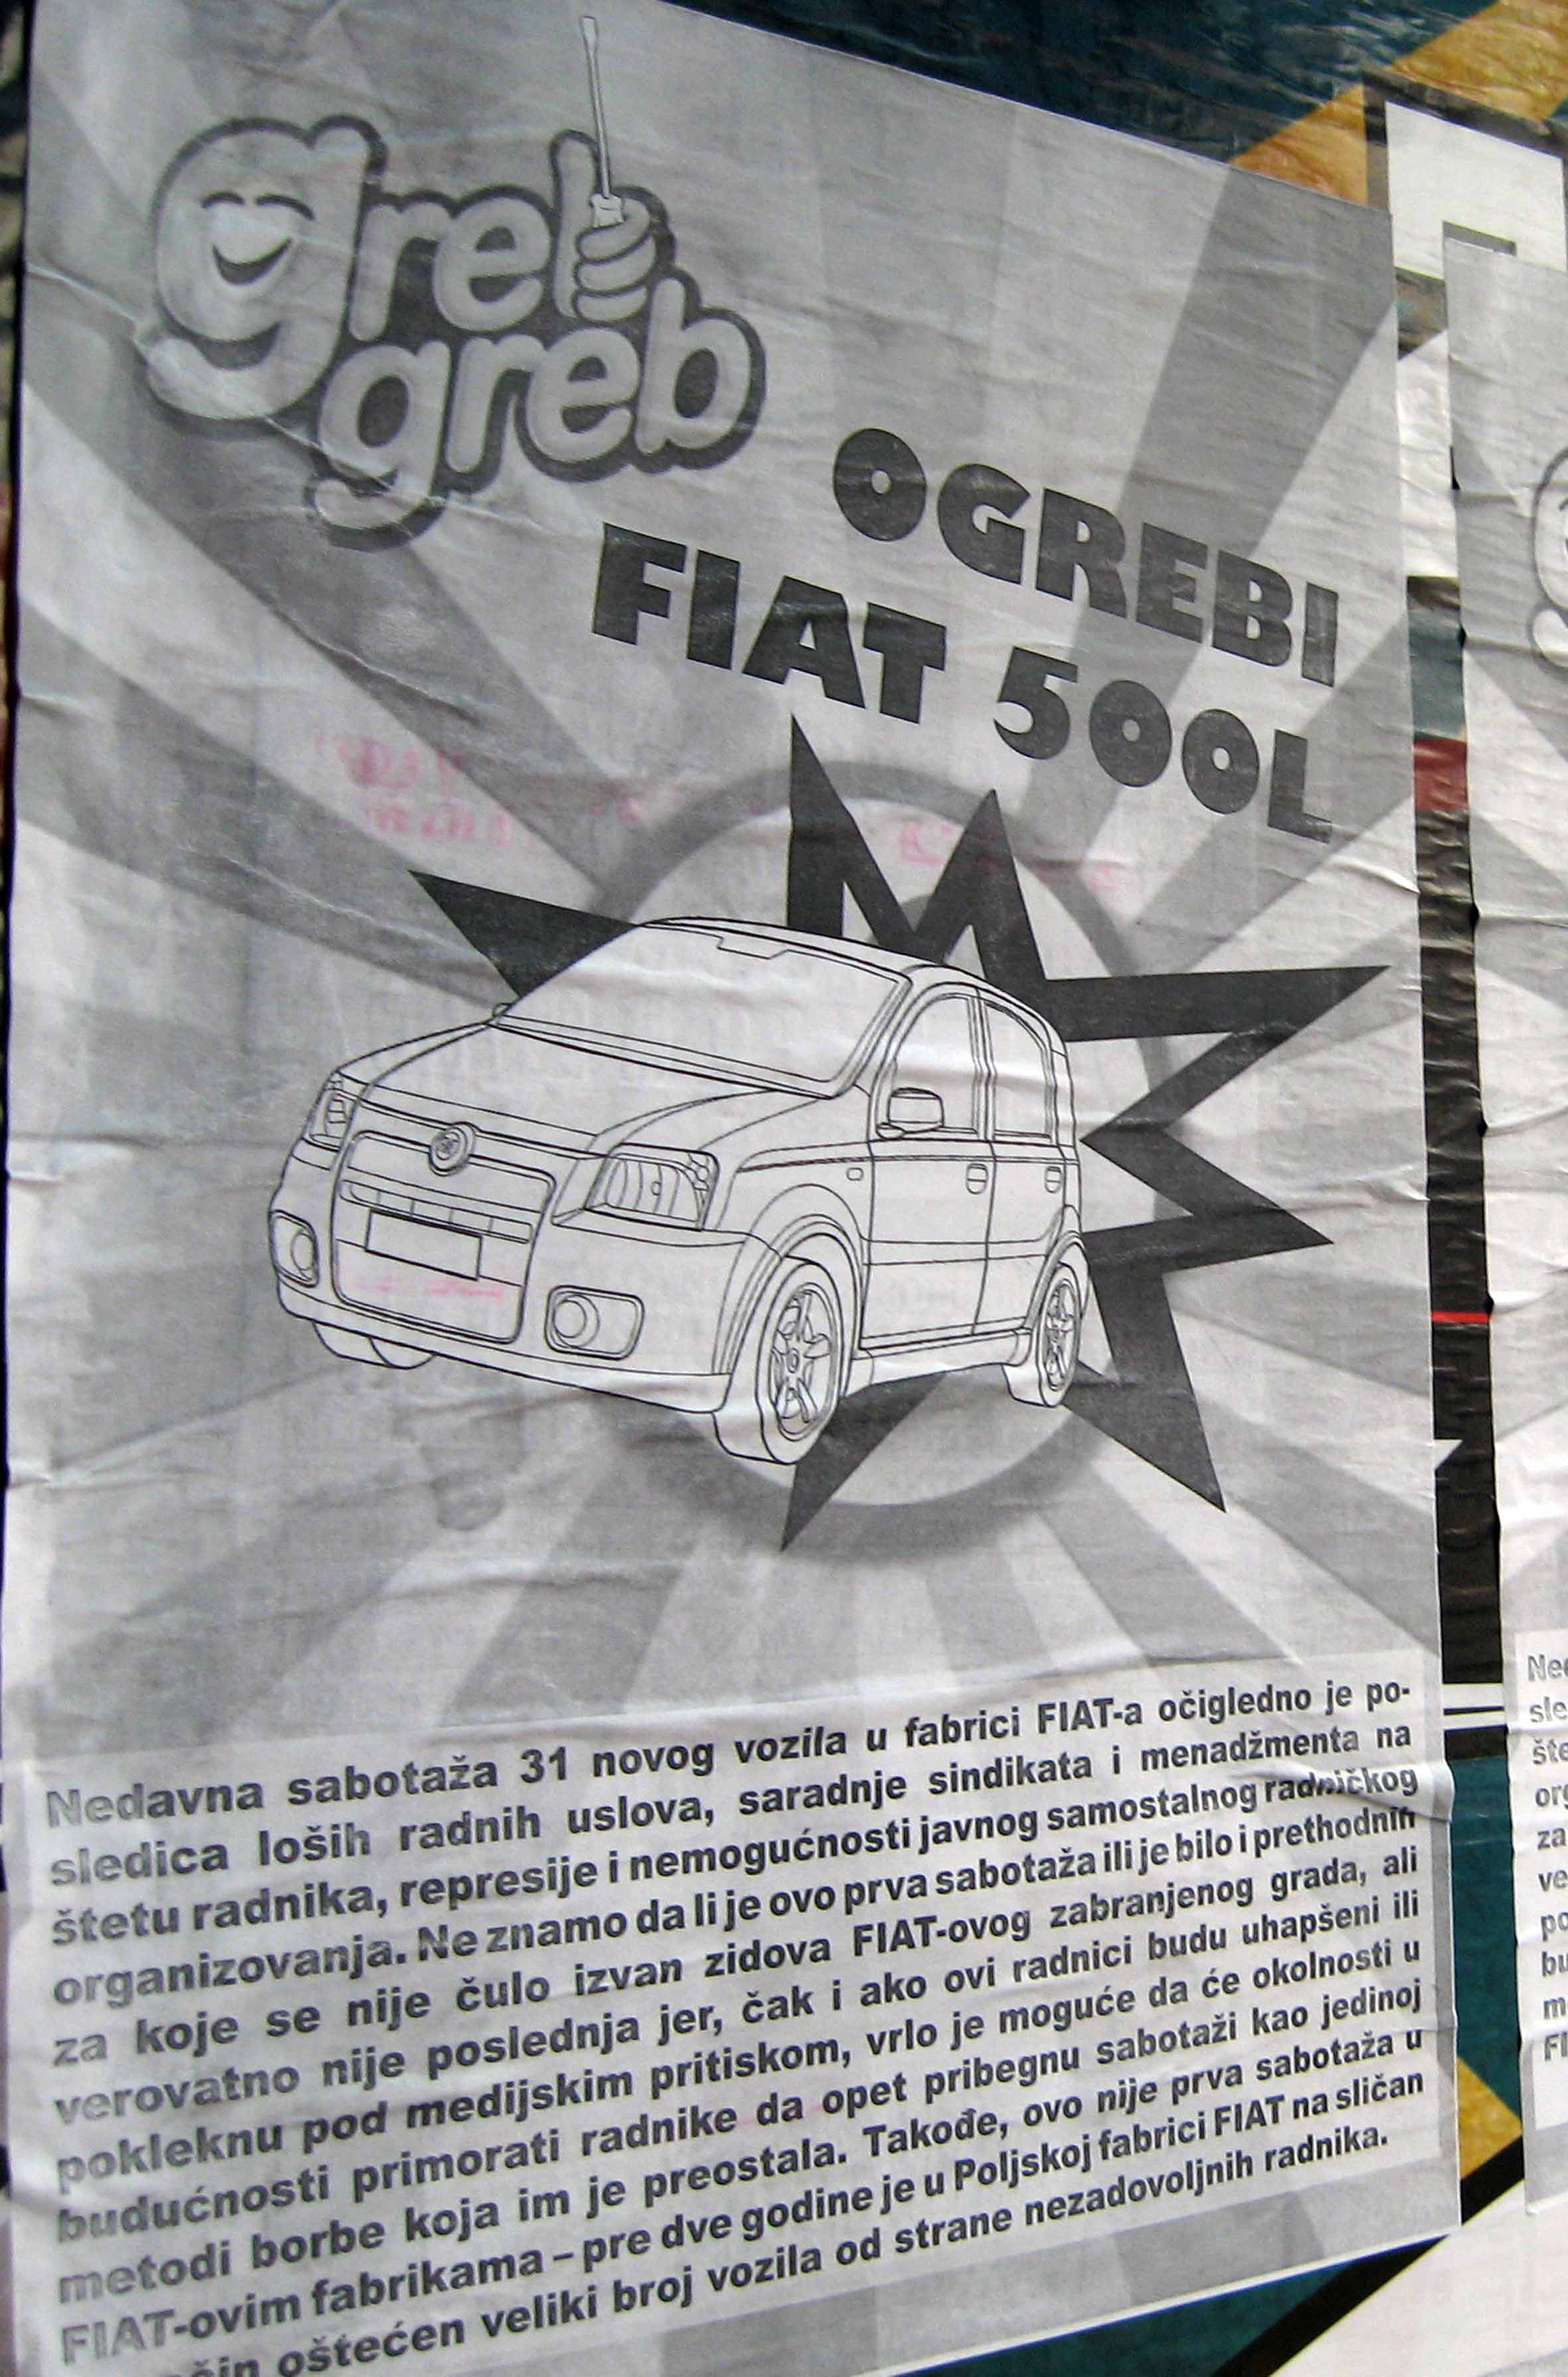 greb
greb
OGREBI
FIAT 500L
Nedavna sabotaža 31 novog vozila u fabrici FIAT-a očigledno je po-
sledica loših radnih uslova, saradnje sindikata i menadžmenta na
štetu radnika, represije i nemogućnosti javnog samostalnog radničkog
organizovanja. Ne znamo da li je ovo prva sabotaža ili je bilo i prethodnih
za koje se nije čulo izvan zidova FIAT-ovog zabranjenog grada, ali
verovatno nije poslednja jer, čak i ako ovi radnici budu uhapšeni ili
pokleknu pod medijskim pritiskom, vrlo je moguće da će okolnosti u
budućnosti primorati radnike da opet pribegnu sabotaži kao jedinoj
metodi borbe koja im je preostala. Takođe, ovo nije prva sabotaža u
FIAT-ovim fabrikama – pre dve godine je u Poljskoj fabrici FIAT na sličan
oštećen veliki broj vozila od strane nezadovoljnih radnika.